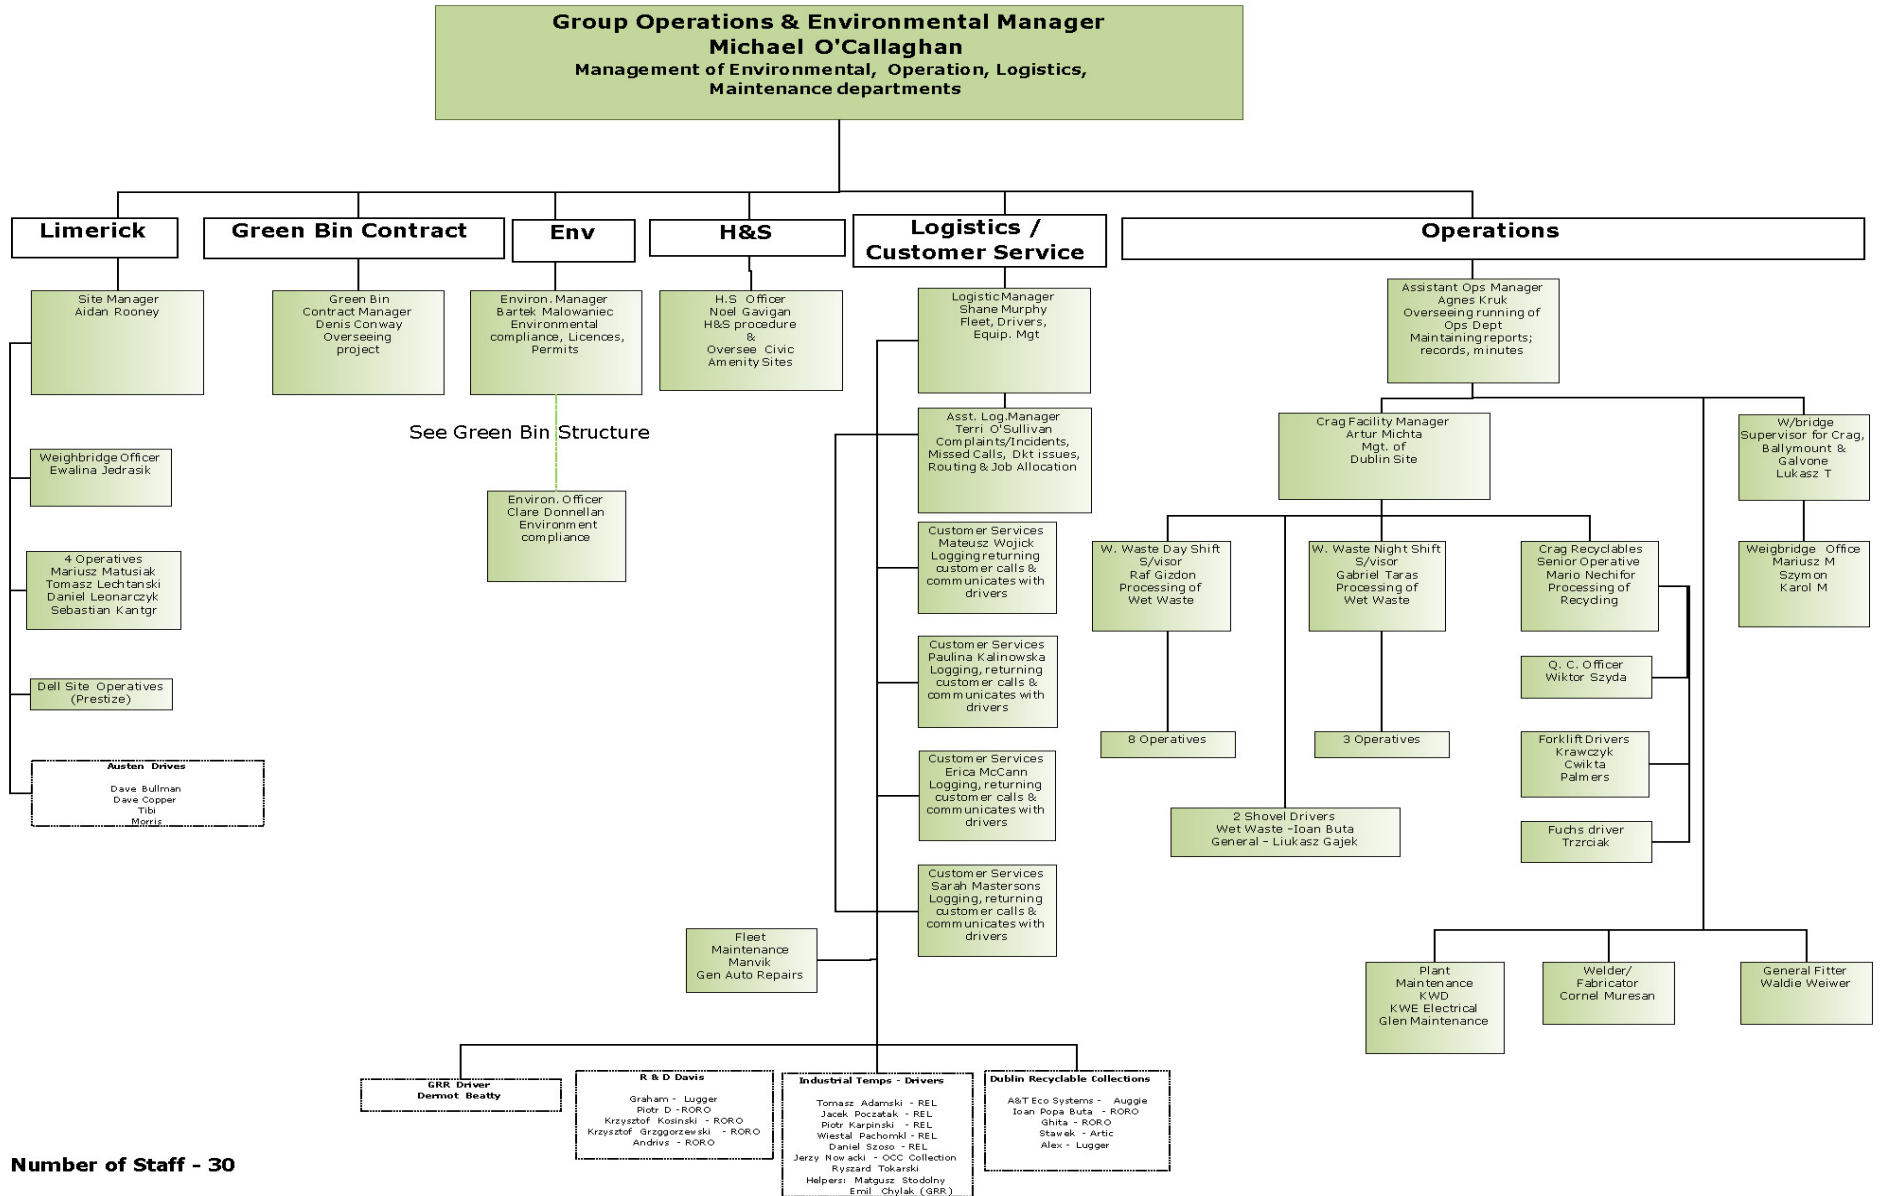 Group Operations & Environmental Manager
Michael O'Callaghan
Management of Environmental, Operation, Logistics,
Maintenance departments
Limerick
Green Bin Contract
Env
H&S
Logistics /
Customer Service
Operations
Site Manager
Aidan Rooney
Weighbridge Officer
Ewalina Jedrasik
4 Operatives
Mariusz Matusiak
Tomasz Lechtanski
Daniel Leonarczyk
Sebastian Kantgr
Dell Site Operatives
(Prestize)
Austen Drives
Dave Bullman
Dave Copper
Tibi
Morris
Green Bin
Contract Manager
Denis Conway
Overseeing
project
Environ. Manager
Bartek Malowaniec
Environmental
compliance, Licences,
Permits
See Green Bin Structure
Environ. Officer
Clare Donnellan
Environment
compliance
H.S Officer
Noel Gavigan
H&S procedure
&
Oversee Civic
Amenity Sites
Logistic Manager
Shane Murphy
Fleet, Drivers,
Equip. Mgt
Asst. Log.Manager
Terri O'Sullivan
Complaints/Incidents,
Missed Calls, Dkt issues,
Routing & Job Allocation
Customer Services
Mateusz Wojick
Logging returning
customer calls &
communicates with
drivers
Customer Services
Paulina Kalinowska
Logging, returning
customer calls &
communicates with
drivers
Customer Services
Erica McCann
Logging, returning
customer calls &
communicates with
drivers
Customer Services
Sarah Mastersons
Logging, returning
customer calls &
communicates with
drivers
Fleet
Maintenance
Manvik
Gen Auto Repairs
GRR Driver
Dermot Beatty
R & D Davis
Graham - Lugger
Piotr D -RORO
Krzysztof Kosinski - RORO
Krzysztof Grzggorzewski - RORO
Andrivs - RORO
Industrial Temps - Drivers
Tomasz Adamski - REL
Jacek Poczatak - REL
Piotr Karpinski - REL
Wiestal Pachomkl - REL
Daniel Szoso - REL
Jerzy Nowacki - OCC Collection
Ryszard Tokarski
Helpers: Matgusz Stodolny
Emil Chylak (GRR)
Dublin Recyclable Collections
A&T Eco Systems - Auggie
Ioan Popa Buta - RORO
Ghita - RORO
Stawek - Artic
Alex - Lugger
Assistant Ops Manager
Agnes Kruk
Overseeing running of
Ops Dept
Maintaining reports;
records, minutes
Crag Facility Manager
Artur Michta
Mgt. of
Dublin Site
W/bridge
Supervisor for Crag,
Ballymount &
Galvone
Lukasz T
Weigbridge Office
Mariusz M
Szymon
Karol M
W. Waste Day Shift
S/visor
Raf Gizdon
Processing of
Wet Waste
W. Waste Night Shift
S/visor
Gabriel Taras
Processing of
Wet Waste
Crag Recyclables
Senior Operative
Mario Nechifor
Processing of
Recycling
Q. C. Officer
Wiktor Szyda
8 Operatives
3 Operatives
Forklift Drivers
Krawczyk
Cwikta
Palmers
2 Shovel Drivers
Wet Waste –Ioan Buta
General – Liukasz Gajek
Fuchs driver
Trzrciak
Plant
Maintenance
KWD
KWE Electrical
Glen Maintenance
Welder/
Fabricator
Cornel Muresan
General Fitter
Waldie Weiwer
Number of Staff - 30